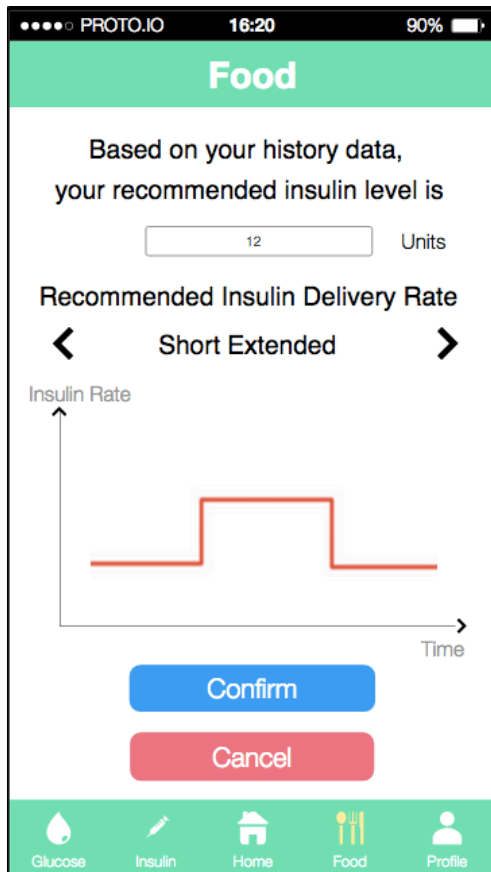 PROTO.IO 16:20 90%
Food
Based on your history data,
your recommended insulin level is
12 Units
Recommended Insulin Delivery Rate
Short Extended
Insulin Rate
Time
Confirm
Cancel
Glucose Insulin Home Food Profile